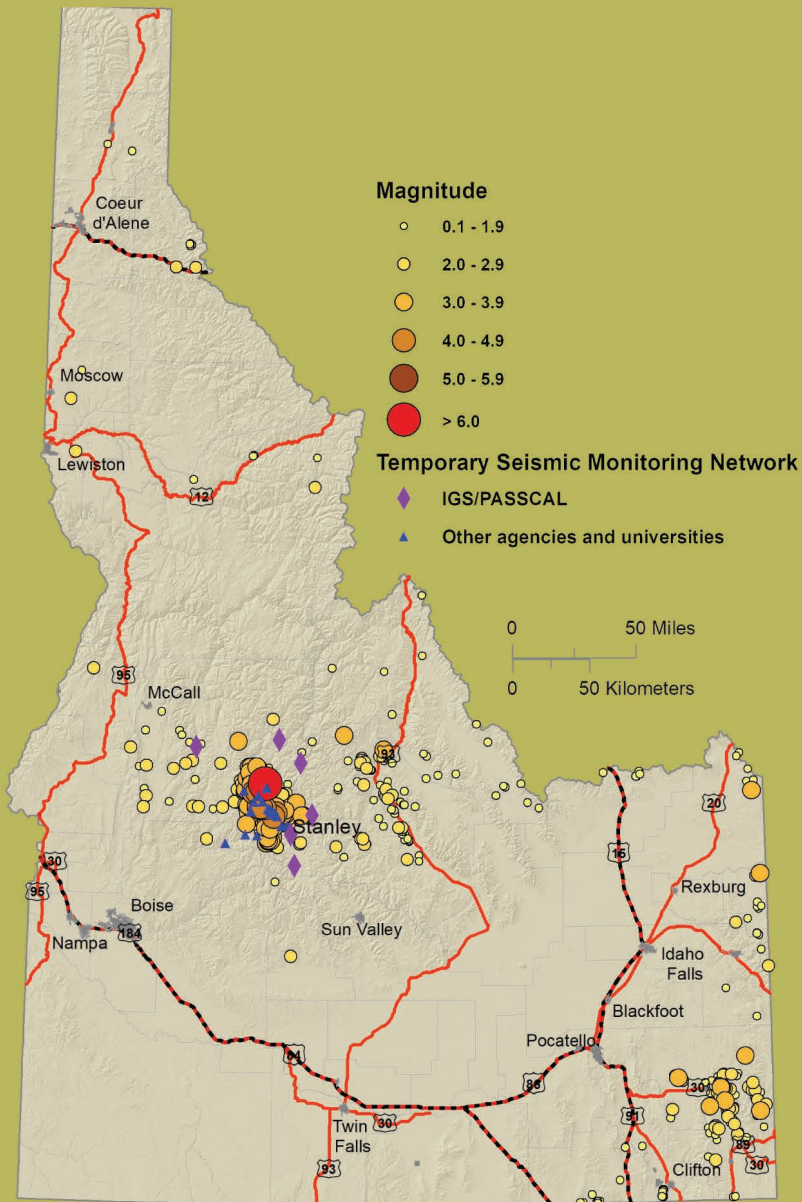 Coeur
d'Alene
Magnitude
0.1 - 1.9
2.0 - 2.9
3.0 - 3.9
4.0 - 4.9
5.0 - 5.9
> 6.0
Moscow
Lewiston
12
Temporary Seismic Monitoring Network
IGS/PASSCAL
Other agencies and universities
0 50 Miles
0 50 Kilometers
95
McCall
93
Stanley
20
30
95
15
Rexburg
Boise
Nampa
184
Sun Valley
Idaho
Falls
Blackfoot
Pocatello
84
86
30
91
Twin
Falls
30
93
89
30
Clifton